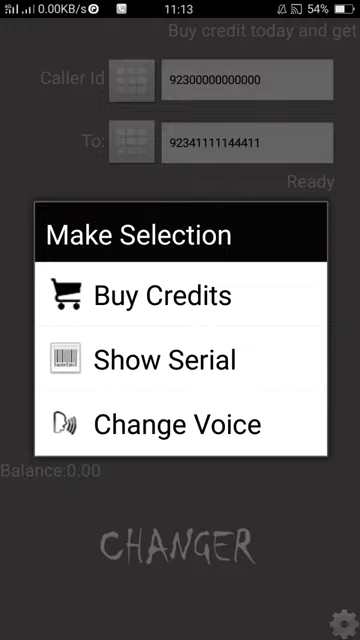 0.00KB/s
11:13
54%
Buy credit today and get
Caller Id
92300000000000
To:
92341111144411
Ready
Make Selection
Buy Credits
Show Serial
Change Voice
Balance:0.00
CHANGER